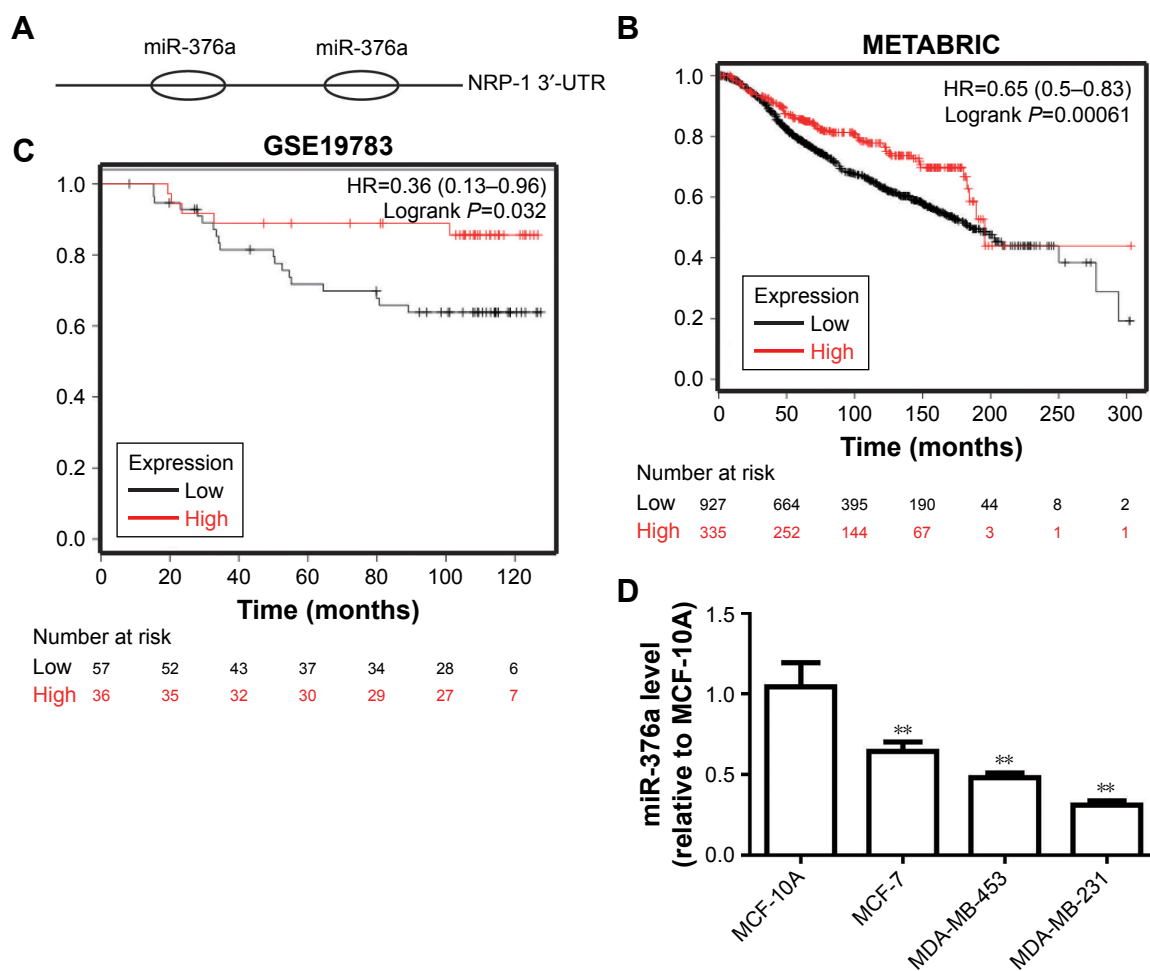 A
miR-376a miR-376a
NRP-1 3′-UTR
B
METABRIC
HR=0.65 (0.5–0.83)
Logrank P=0.00061
1.0
0.8
0.6
0.4
0.2
0.0
Expression
Low
High
0 50 100 150 200 250 300
Time (months)
Number at risk
Low 927 664 395 190 44 8 2
High 335 252 144 67 3 1 1
C
GSE19783
HR=0.36 (0.13–0.96)
Logrank P=0.032
1.0
0.8
0.6
0.4
0.2
0.0
Expression
Low
High
0 20 40 60 80 100 120
Time (months)
Number at risk
Low 57 52 43 37 34 28 6
High 36 35 32 30 29 27 7
D
miR-376a level
(relative to MCF-10A)
1.5
1.0
0.5
0.0
**
**
**
MCF-10A
MCF-7
MDA-MB-453
MDA-MB-231